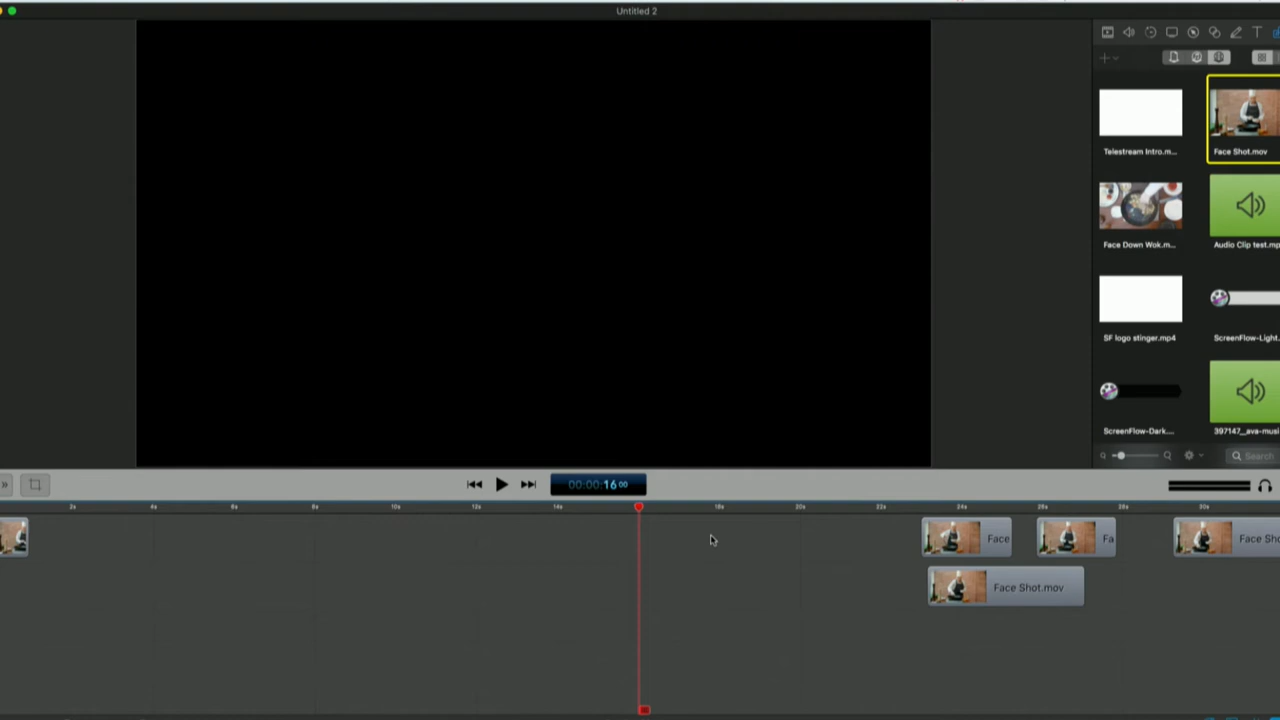 Untitled 2
Telestream Intro.m...
Face Shot.mov
Face Down Wok.m...
Audio Clip test.mp
SF logo stinger.mp4
ScreenFlow-Light.
ScreenFlow-Dark....
397147__ava-musi
Search
00:00:16 00
2s 4s 6s 8s 10s 12s 14s 18s 20s 22s 24s 26s 28s 30s
Face
Fa
Face Sho
Face Shot.mov